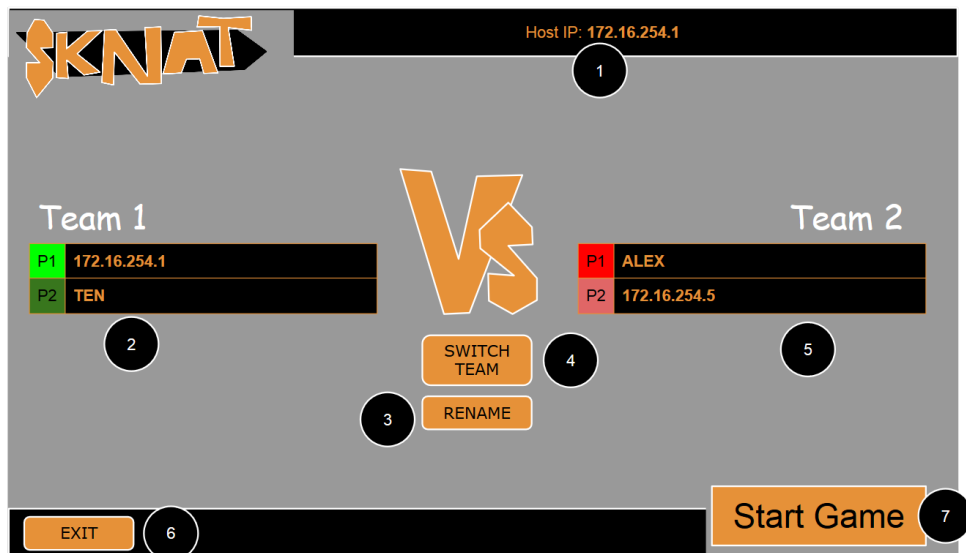 SKNAT
Host IP: 172.16.254.1
1
VS
Team 1
P1 172.16.254.1
P2 TEN
2
Team 2
P1 ALEX
P2 172.16.254.5
5
SWITCH
TEAM
4
RENAME
3
EXIT
6
Start Game
7